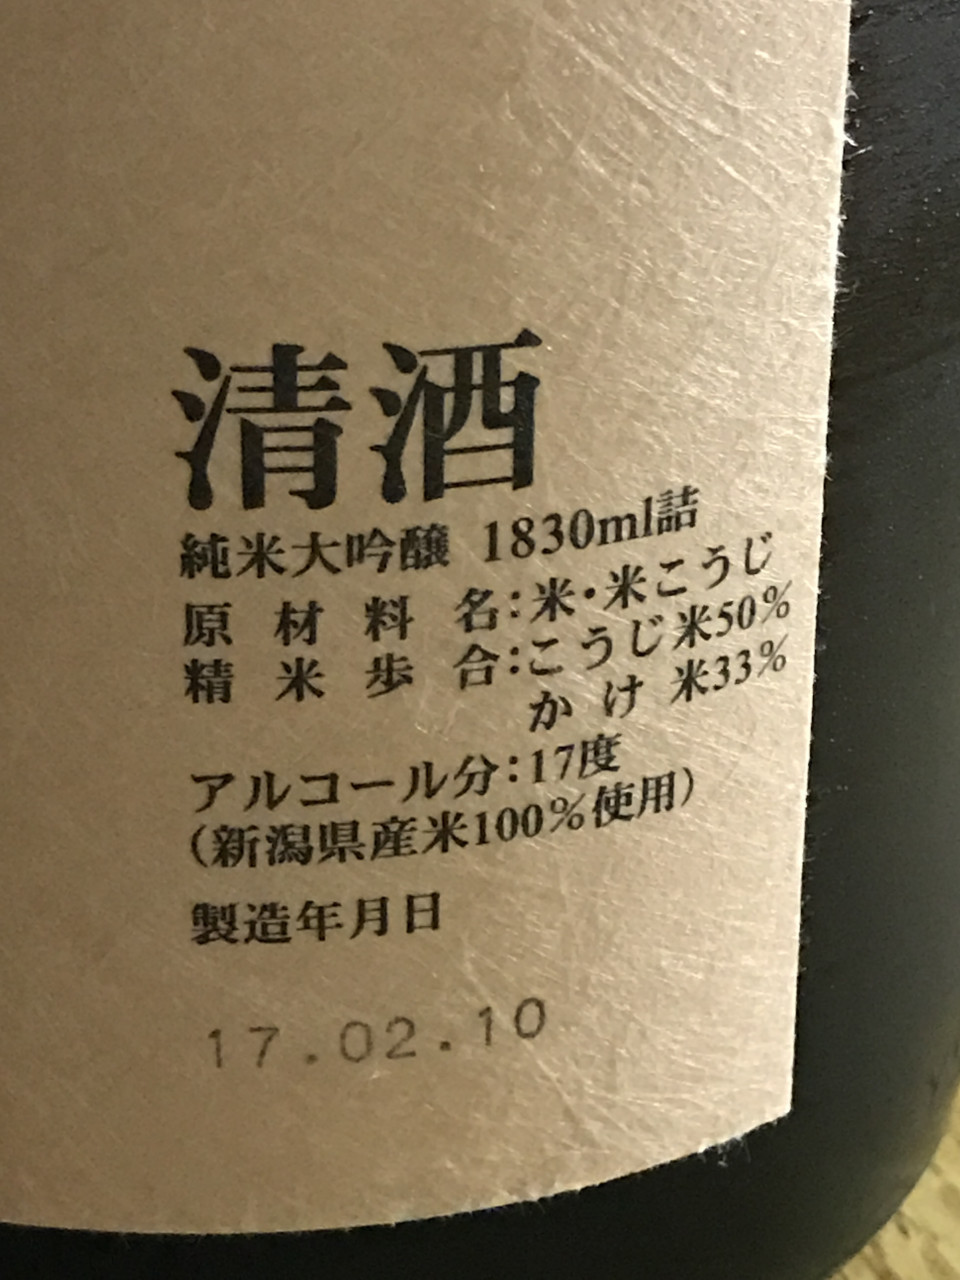 清酒
純米大吟醸 1830ml詰
原材料名：米・米こうじ
精米歩合：こうじ米50％
かけ米33％
アルコール分：17度
（新潟県産米100％使用）
製造年月日
17.02.10